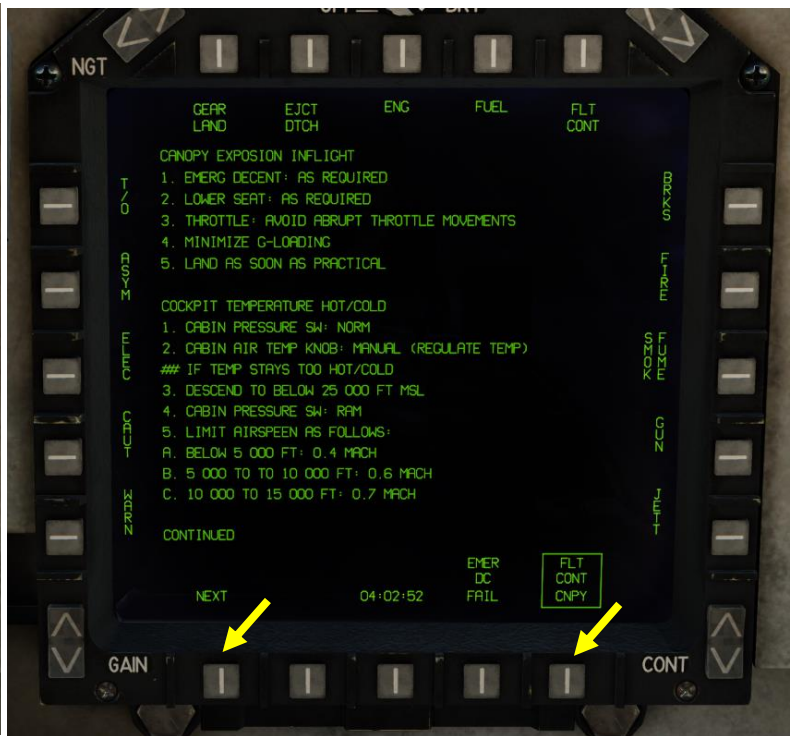 NGT
GEAR LAND
EJCT DTCH
ENG
FUEL
FLT CONT
CANOPY EXPOSION INFLIGHT
1. EMERG DECENT: AS REQUIRED
2. LOWER SEAT: AS REQUIRED
3. THROTTLE: AVOID ABRUPT THROTTLE MOVEMENTS
4. MINIMIZE G-LOADING
5. LAND AS SOON AS PRACTICAL
COCKPIT TEMPERATURE HOT/COLD
1. CABIN PRESSURE SW: NORM
2. CABIN AIR TEMP KNOB: MANUAL (REGULATE TEMP)
## IF TEMP STAYS TOO HOT/COLD
3. DESCEND TO BELOW 25 000 FT MSL
4. CABIN PRESSURE SW: RAM
5. LIMIT AIRSPEEN AS FOLLOWS:
A. BELOW 5 000 FT: 0.4 MACH
B. 5 000 TO TO 10 000 FT: 0.6 MACH
C. 10 000 TO 15 000 FT: 0.7 MACH
CONTINUED
T/O
ASYM
ELEC
CAUT
WARN
BRKS
FIRE
SMOK FUME
GUN
JETT
NEXT
04:02:52
EMER DC FAIL
FLT CONT CNPY
GAIN
CONT